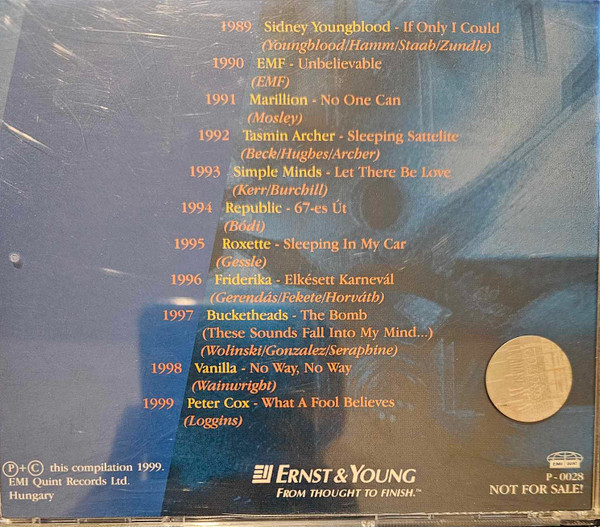 1989 Sidney Youngblood - If Only I Could
(Youngblood/Hamm/Staab/Zundle)
1990 EMF - Unbelievable
(EMF)
1991 Marillion - No One Can
(Mosley)
1992 Tasmin Archer - Sleeping Sattelite
(Beck/Hughes/Archer)
1993 Simple Minds - Let There Be Love
(Kerr/Burchill)
1994 Republic - 67-es Út
(Bódi)
1995 Roxette - Sleeping In My Car
(Gessle)
1996 Friderika - Elkésett Karnevál
(Gerendás/Fekete/Horváth)
1997 Bucketheads - The Bomb
(These Sounds Fall Into My Mind...)
(Wolinski/Gonzalez/Seraphine)
1998 Vanilla - No Way, No Way
(Wainwright)
1999 Peter Cox - What A Fool Believes
(Loggins)
Ⓟ+Ⓒ this compilation 1999.
EMI Quint Records Ltd.
Hungary
ERNST & YOUNG
FROM THOUGHT TO FINISH.™
P - 0028
NOT FOR SALE!